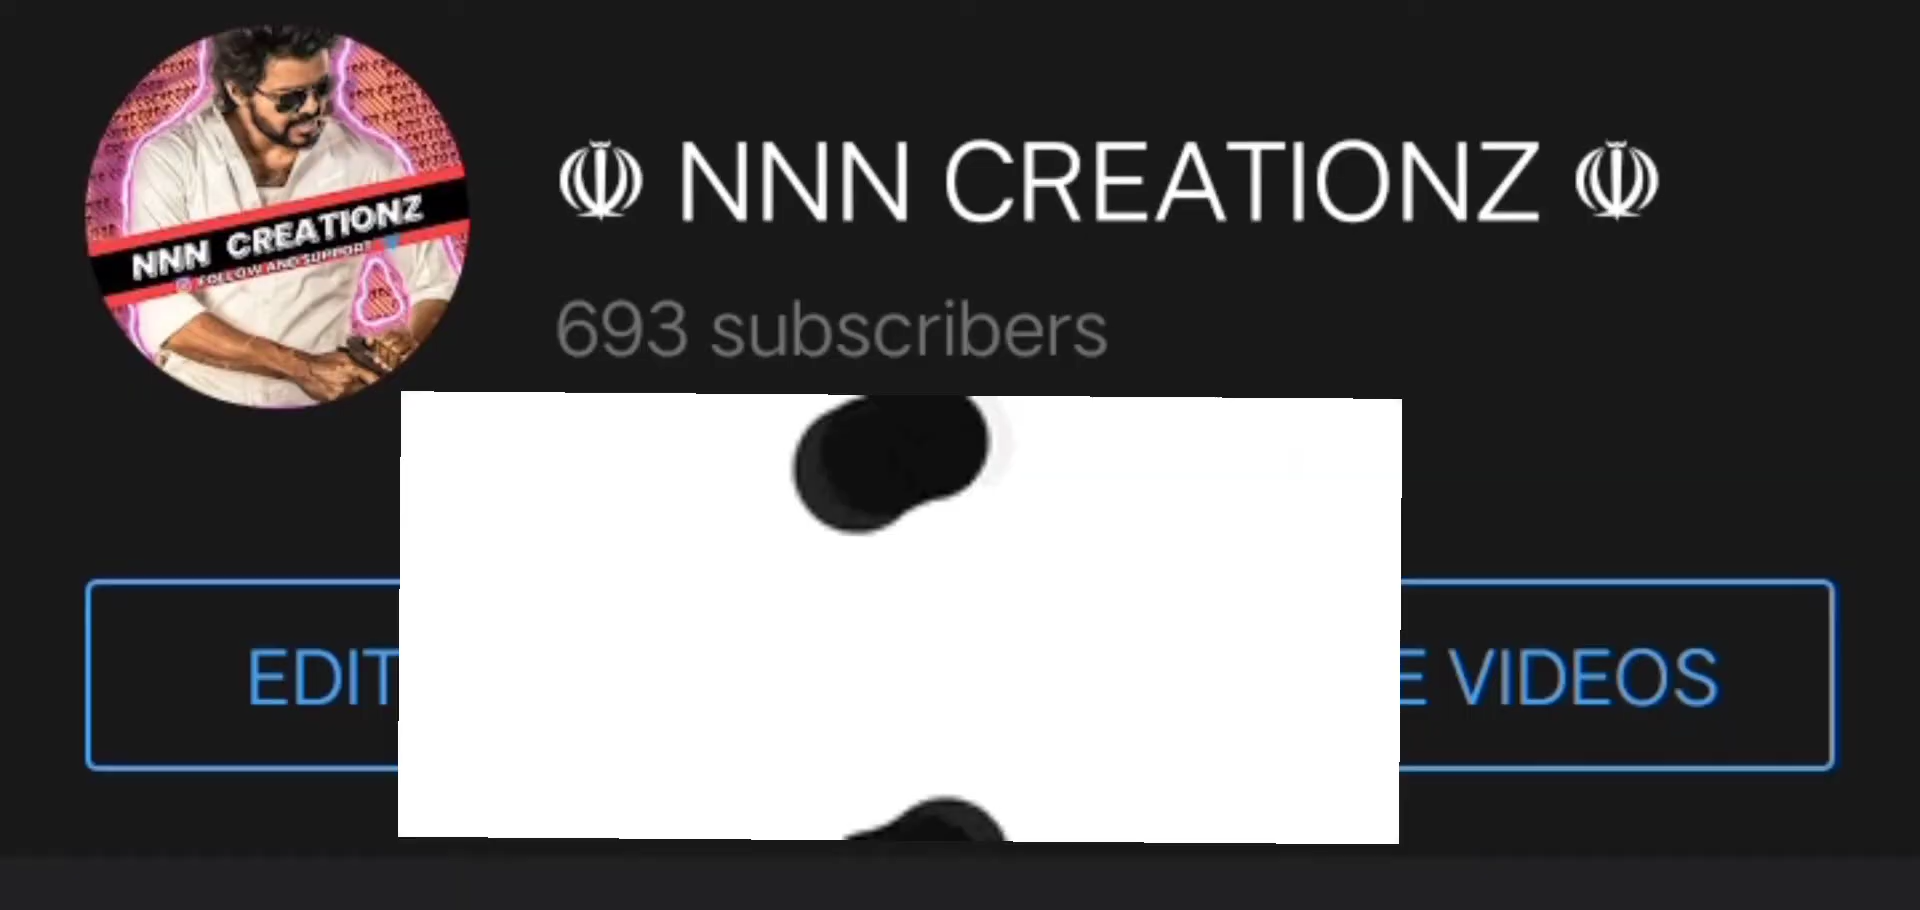 NNN CREATIONZ
FOLLOW AND SUPPORT
☫ NNN CREATIONZ ☫
693 subscribers
EDIT
VIDEOS